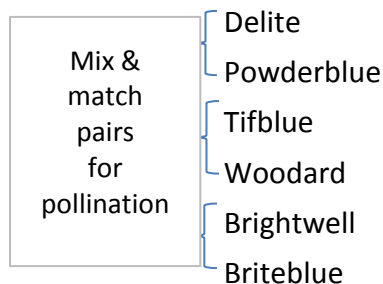 Mix &
match
pairs
for
pollination
Delite
Powderblue
Tifblue
Woodard
Brightwell
Briteblue